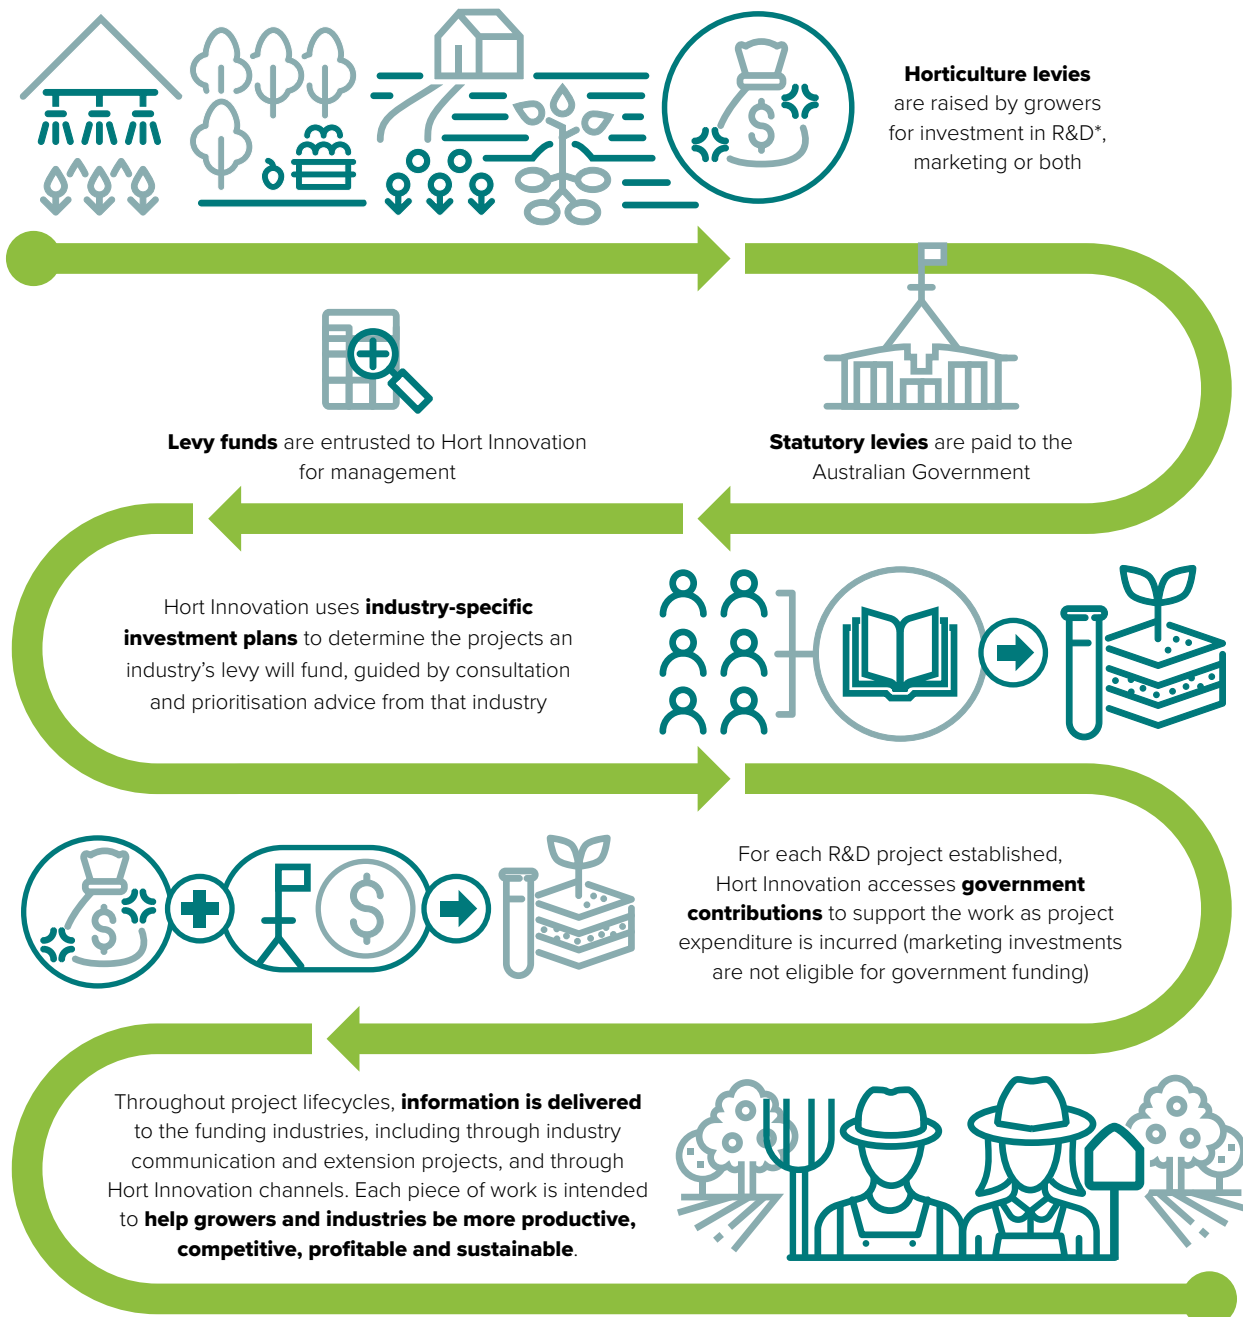 Horticulture levies
are raised by growers
for investment in R&D*,
marketing or both
Statutory levies are paid to the
Australian Government
Levy funds are entrusted to Hort Innovation
for management
Hort Innovation uses industry-specific
investment plans to determine the projects an
industry's levy will fund, guided by consultation
and prioritisation advice from that industry
For each R&D project established,
Hort Innovation accesses government
contributions to support the work as project
expenditure is incurred (marketing investments
are not eligible for government funding)
Throughout project lifecycles, information is delivered
to the funding industries, including through industry
communication and extension projects, and through
Hort Innovation channels. Each piece of work is intended
to help growers and industries be more productive,
competitive, profitable and sustainable.